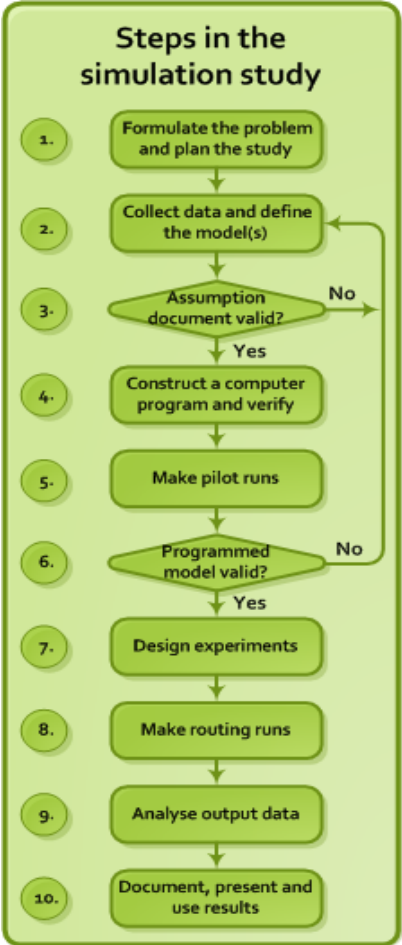 Steps in the
simulation study
1.
Formulate the problem
and plan the study
2.
Collect data and define
the model(s)
3.
Assumption
document valid?
No
Yes
4.
Construct a computer
program and verify
5.
Make pilot runs
6.
Programmed
model valid?
No
Yes
7.
Design experiments
8.
Make routing runs
9.
Analyse output data
10.
Document, present and
use results